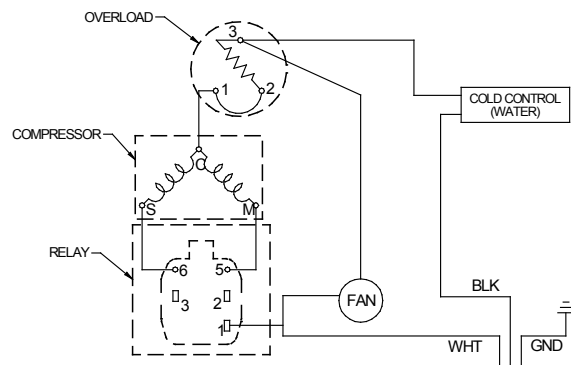 OVERLOAD
3
1
2
COLD CONTROL
(WATER)
COMPRESSOR
C
S
M
RELAY
6
5
3
2
1
FAN
BLK
WHT
GND